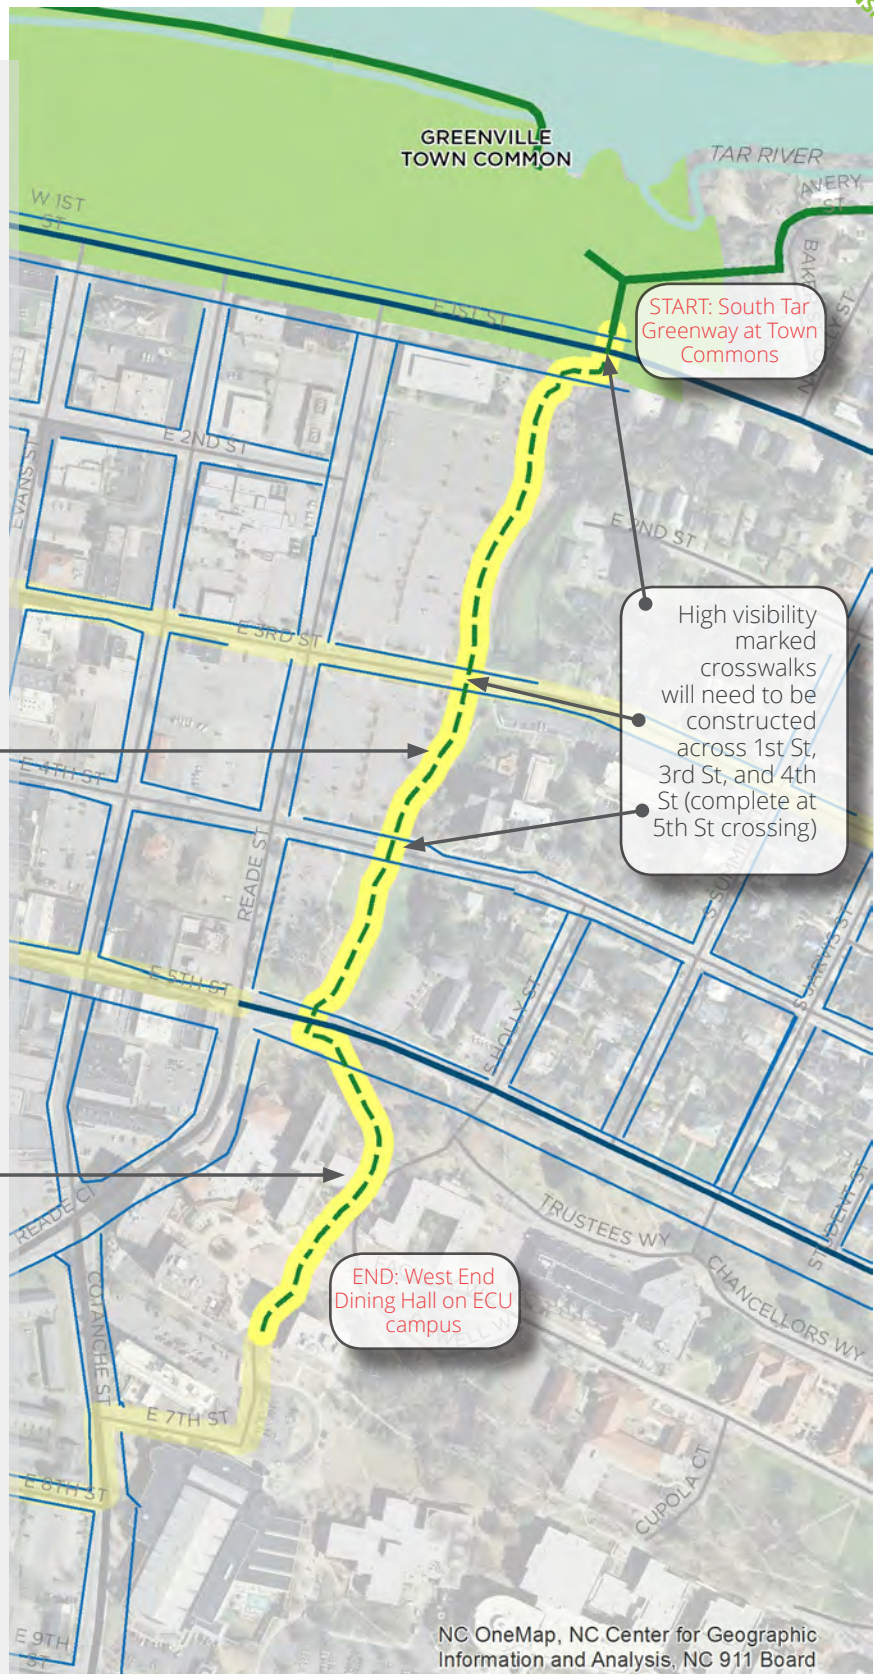 GREENVILLE
TOWN COMMON
TAR RIVER
AVERY
ST
W 1ST
ST
E 1ST ST
START: South Tar
Greenway at Town
Commons
E 2ND ST
EVANS ST
E 2ND ST
High visibility
marked
crosswalks
will need to be
constructed
across 1st St,
3rd St, and 4th
St (complete at
5th St crossing)
E 3RD ST
E 4TH ST
READE ST
S JARVIS ST
E 5TH ST
S HOLLY ST
STUDENT ST
READE CI
TRUSTEES WY
CHANCELLORS WY
END: West End
Dining Hall on ECU
campus
COTANCHE ST
E 7TH ST
E 8TH ST
CUPOLA CT
E 9TH
ST
NC OneMap, NC Center for Geographic
Information and Analysis, NC 911 Board